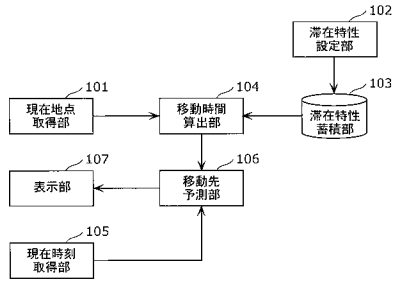 102
滞在特性
設定部
101
104
103
現在地点
取得部
移動時間
算出部
滞在特性
蓄積部
107
106
表示部
移動先
予測部
105
現在時刻
取得部